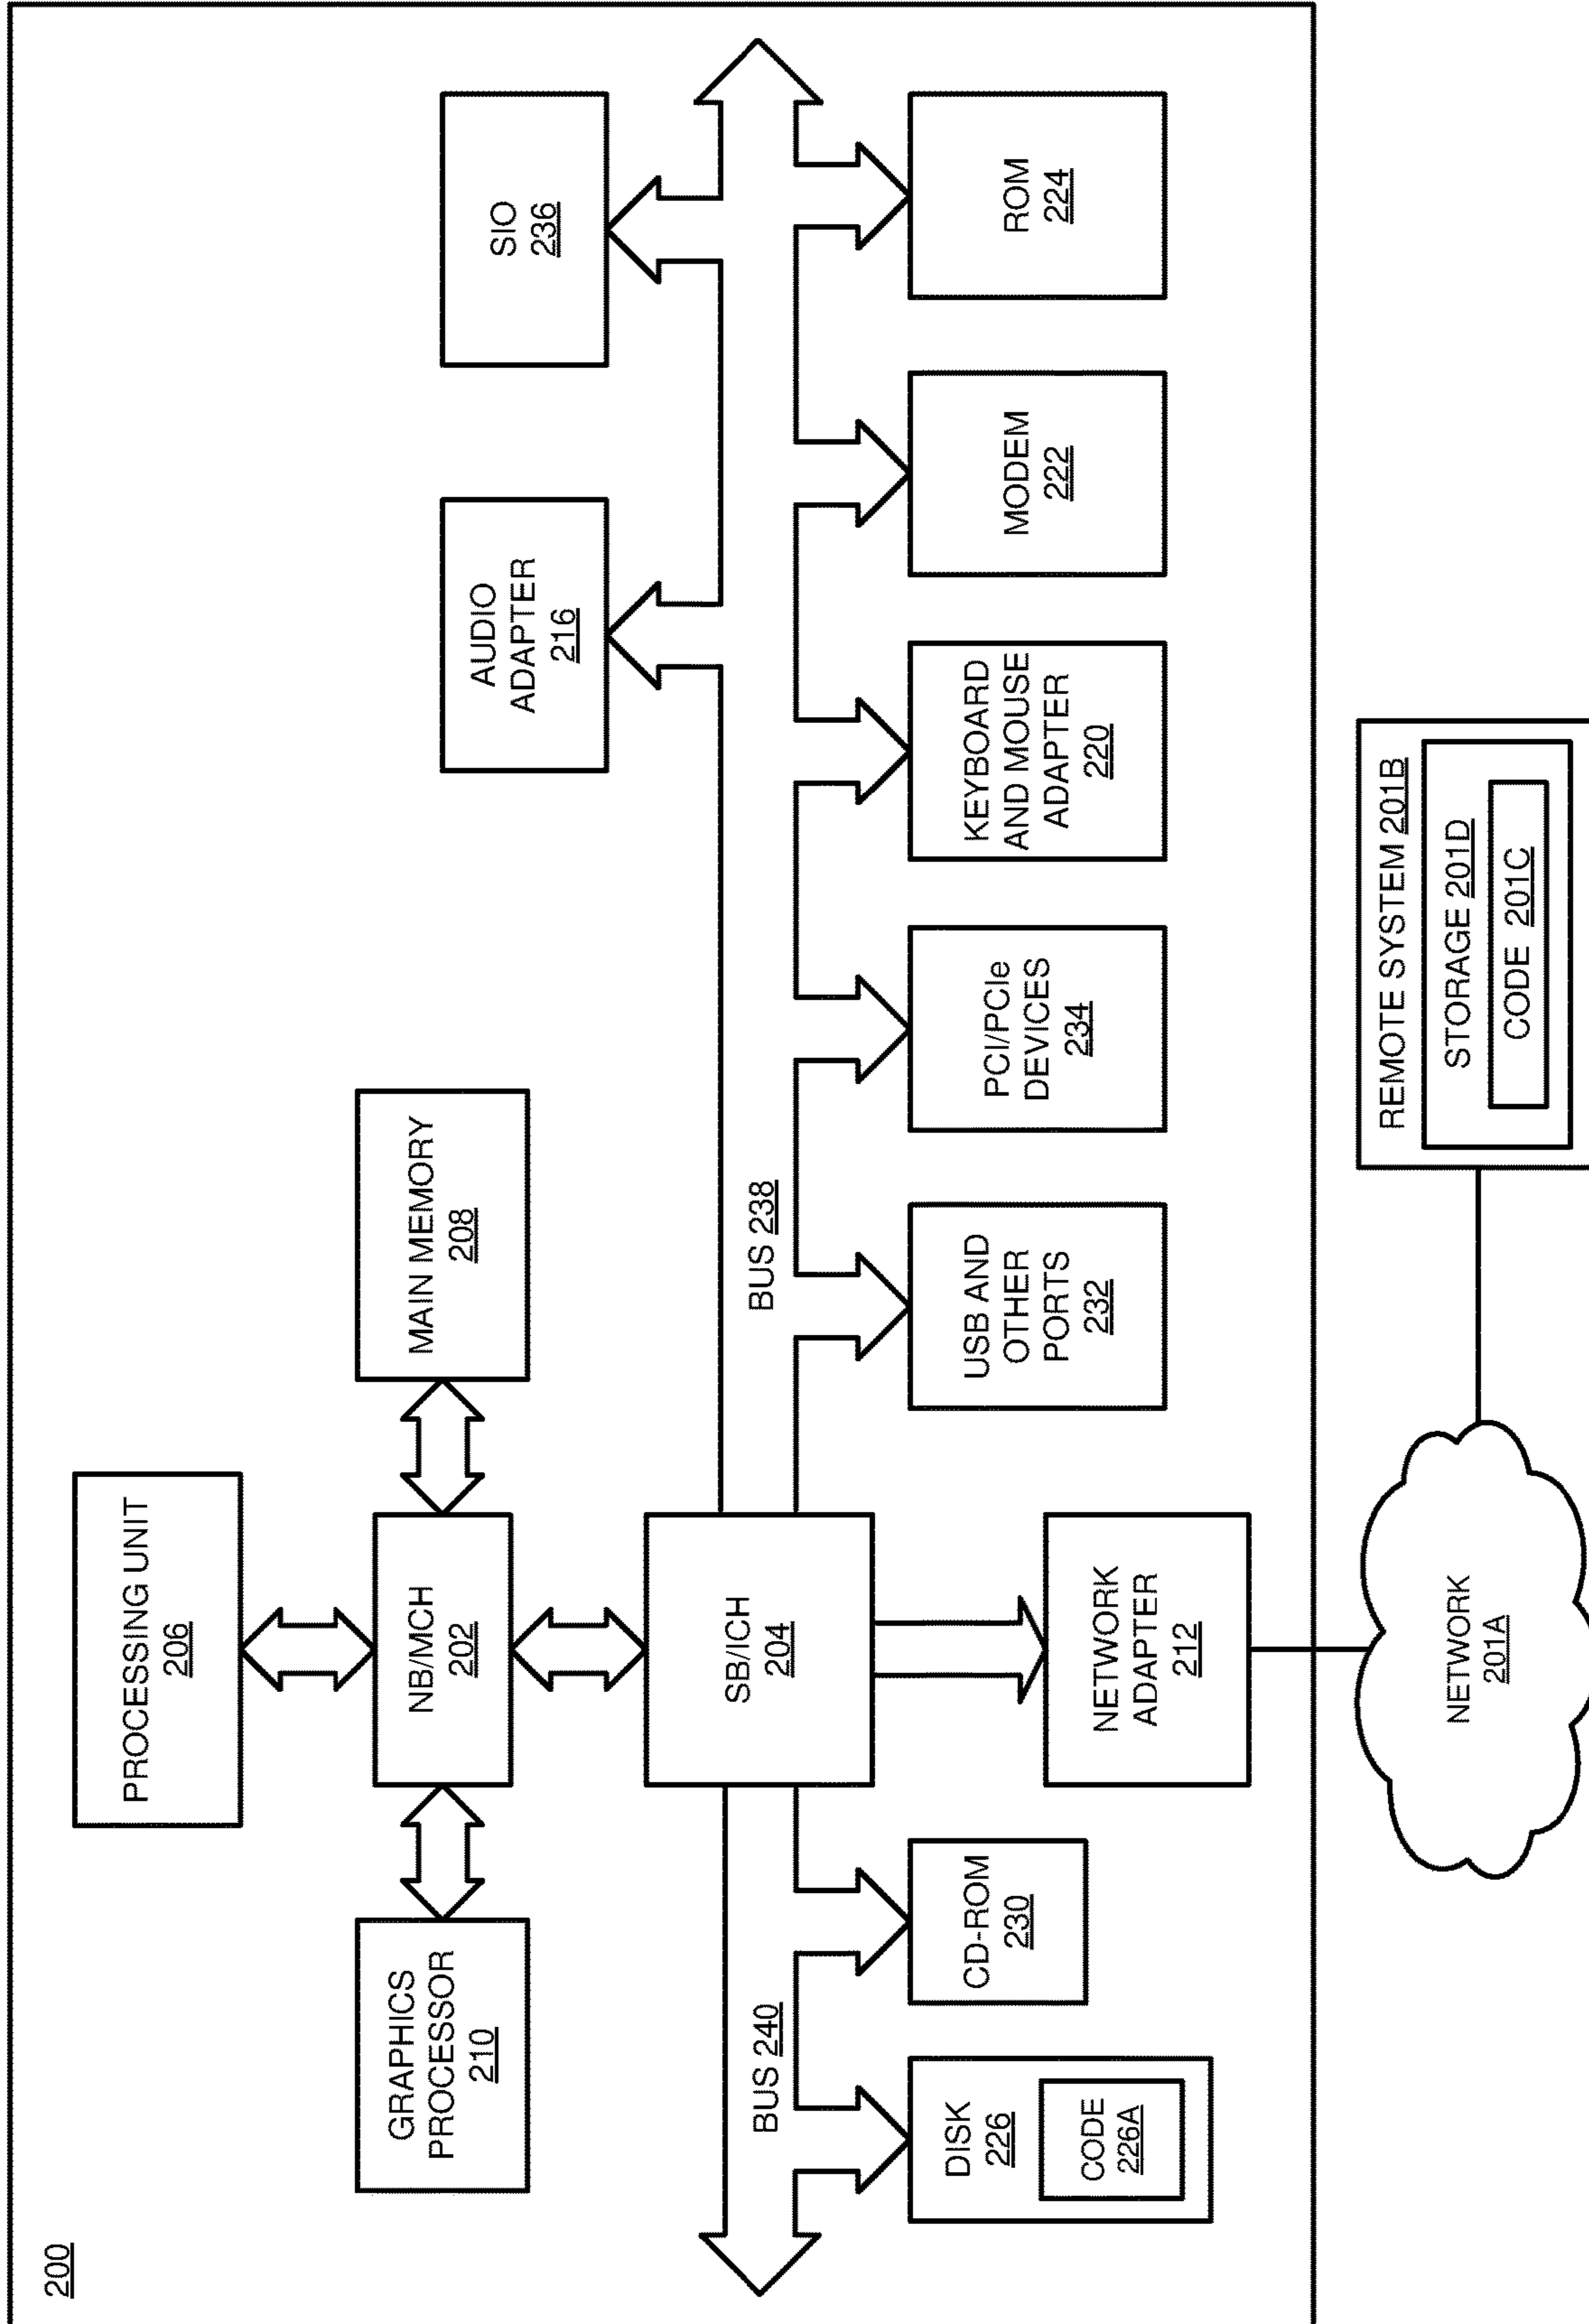 200
PROCESSING UNIT
206
GRAPHICS
PROCESSOR
210
NB/MCH
202
MAIN MEMORY
208
AUDIO
ADAPTER
216
SIO
236
SB/ICH
204
BUS 240
BUS 238
DISK
226
CODE
226A
CD-ROM
230
USB AND
OTHER
PORTS
232
PCI/PCIe
DEVICES
234
KEYBOARD
AND MOUSE
ADAPTER
220
MODEM
222
ROM
224
NETWORK
ADAPTER
212
NETWORK
201A
REMOTE SYSTEM 201B
STORAGE 201D
CODE 201C